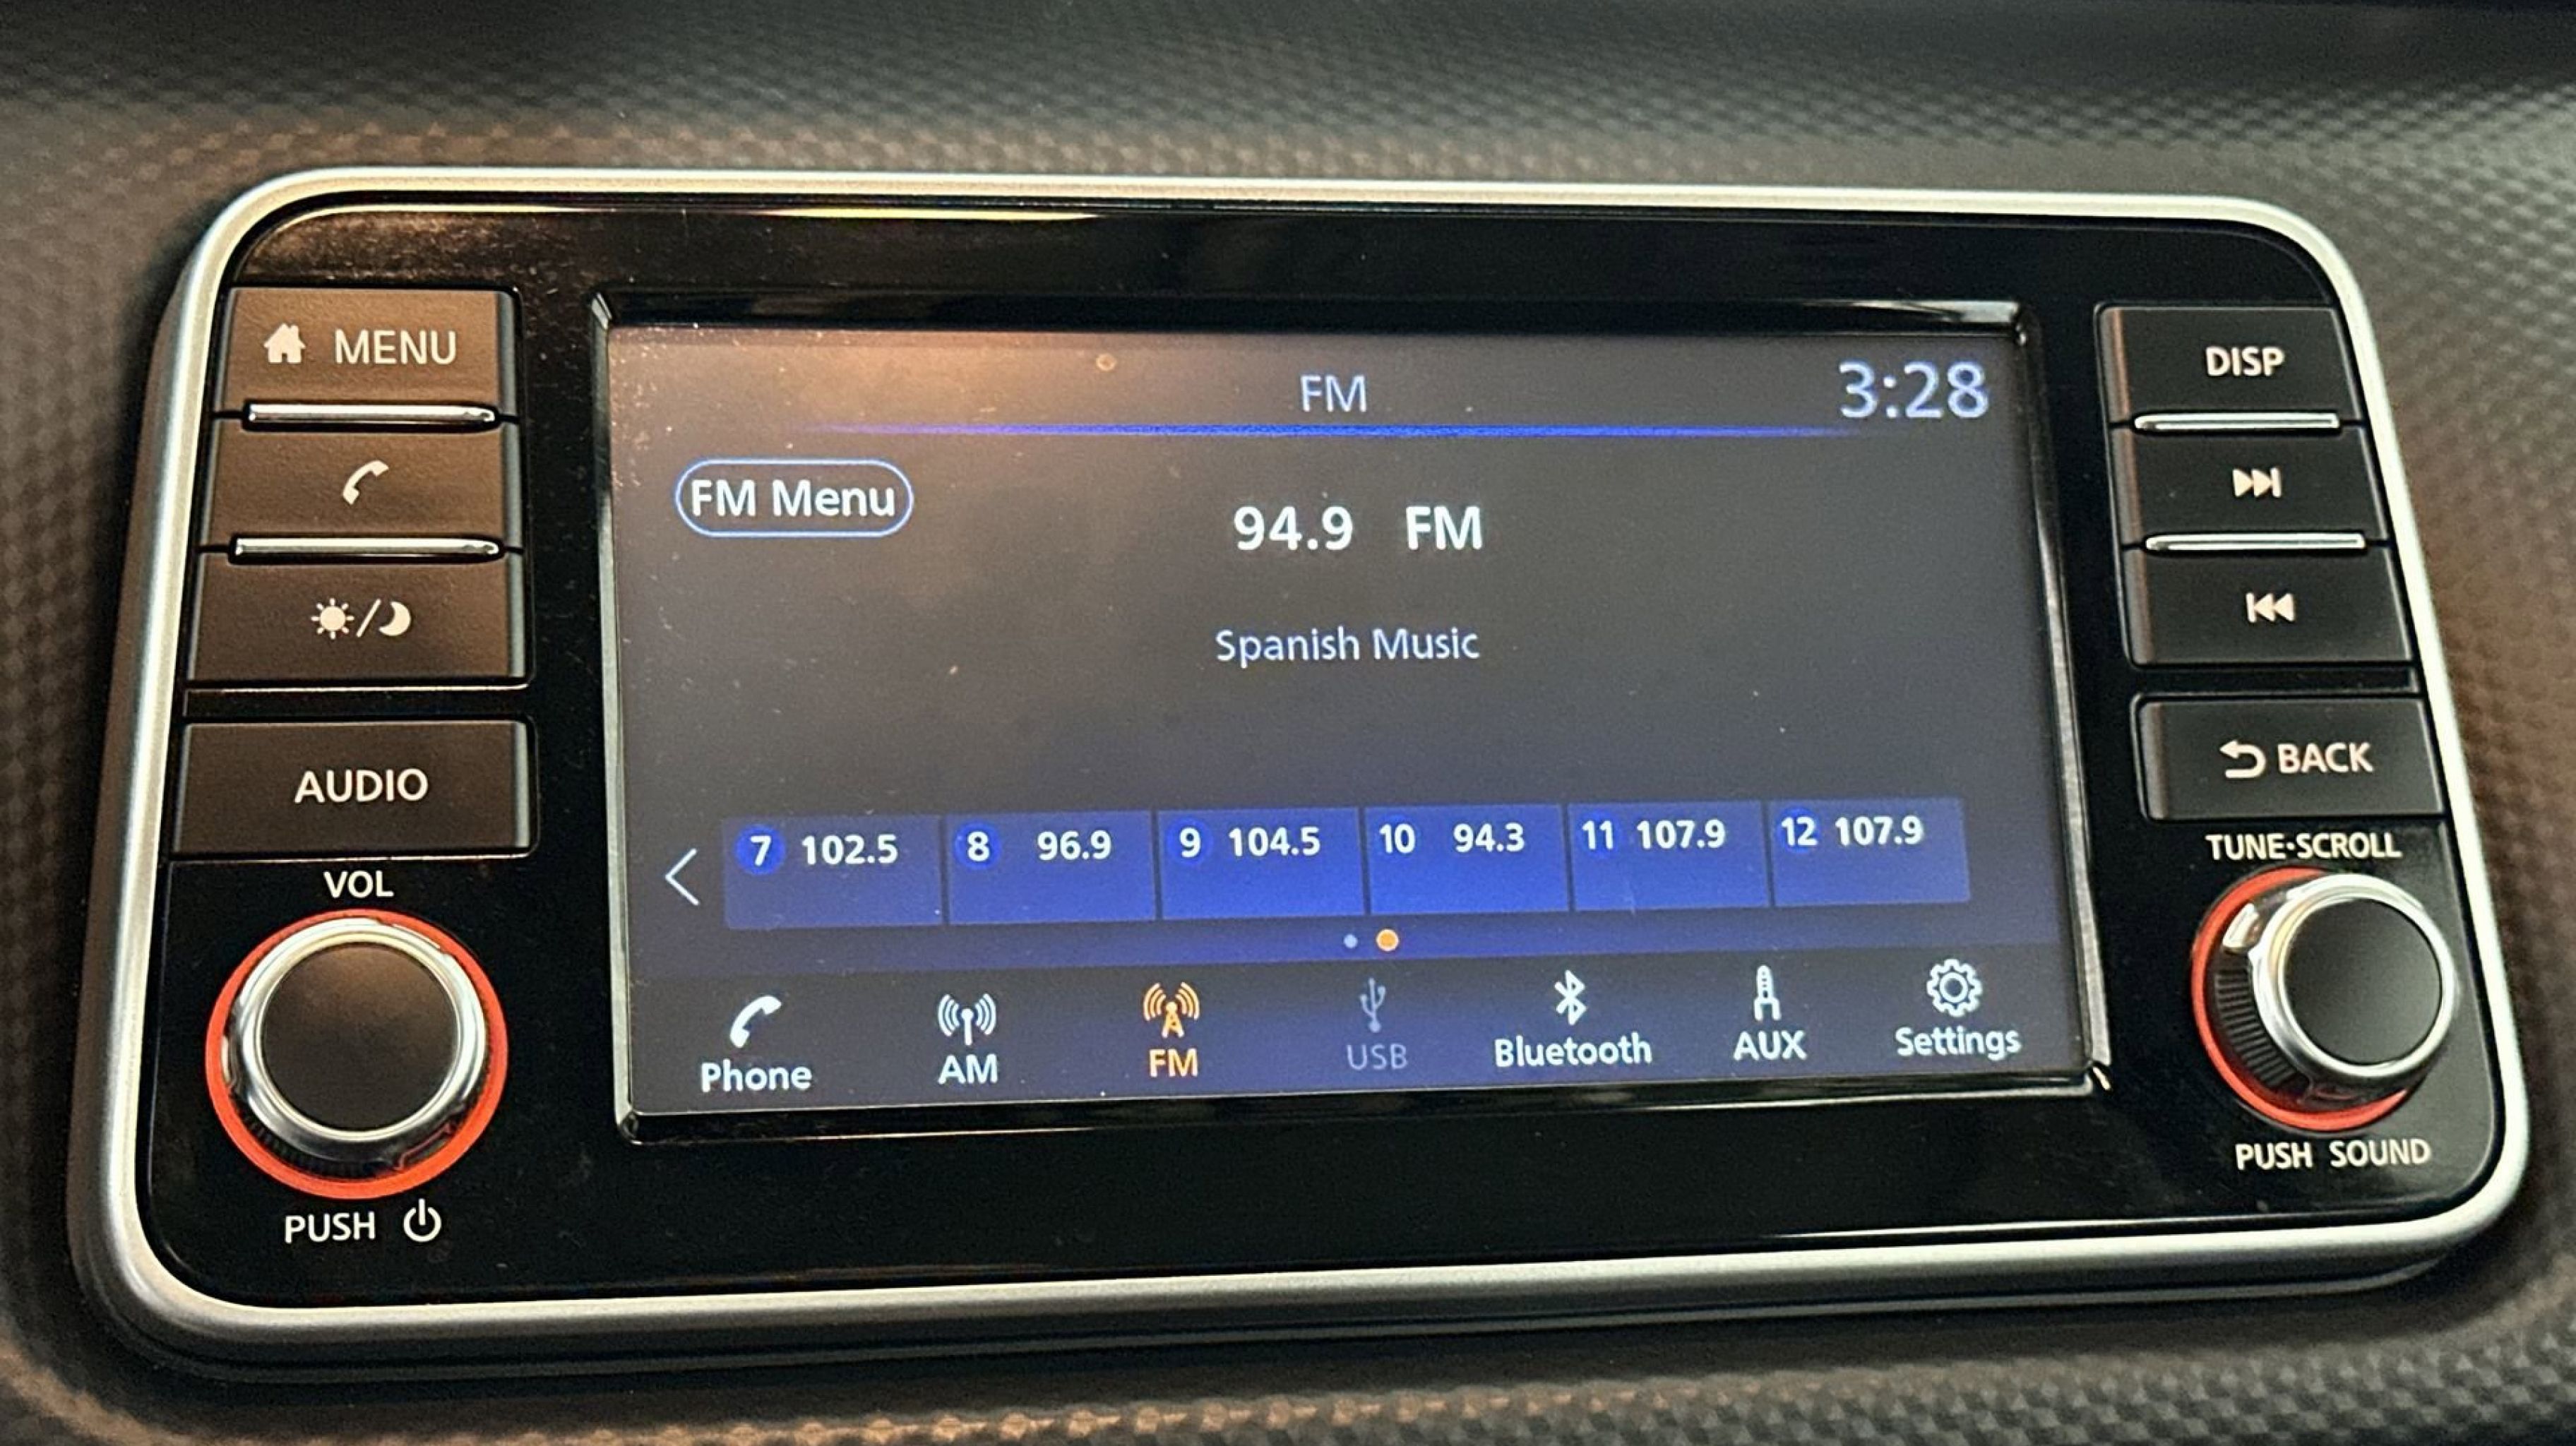 MENU
AUDIO
VOL
PUSH
FM
3:28
FM Menu
94.9 FM
Spanish Music
7 102.5 8 96.9 9 104.5 10 94.3 11 107.9 12 107.9
Phone AM FM USB Bluetooth AUX Settings
DISP
BACK
TUNE•SCROLL
PUSH SOUND